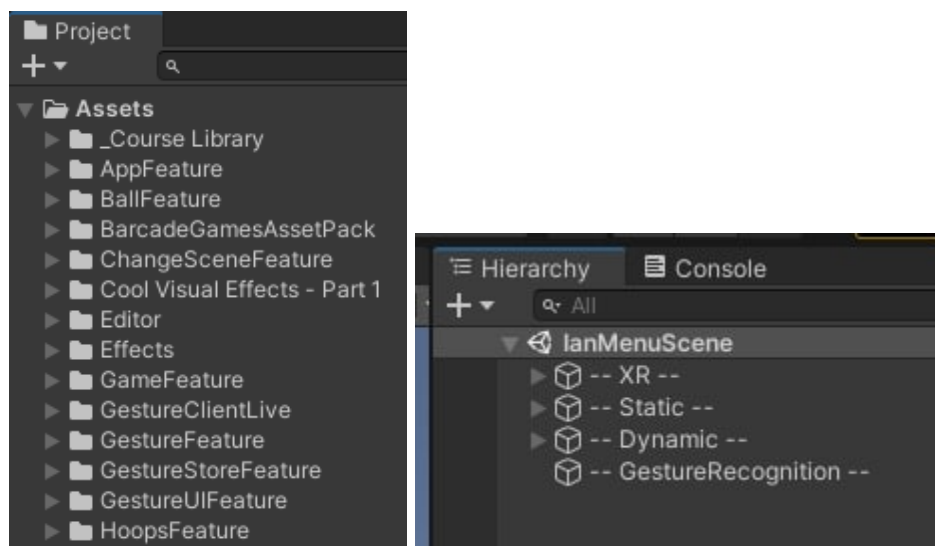 Project
Assets
_Course Library
AppFeature
BallFeature
BarcadeGamesAssetPack
ChangeSceneFeature
Cool Visual Effects - Part 1
Editor
Effects
GameFeature
GestureClientLive
GestureFeature
GestureStoreFeature
GestureUIFeature
HoopsFeature
Hierarchy
Console
All
IanMenuScene
-- XR --
-- Static --
-- Dynamic --
-- GestureRecognition --